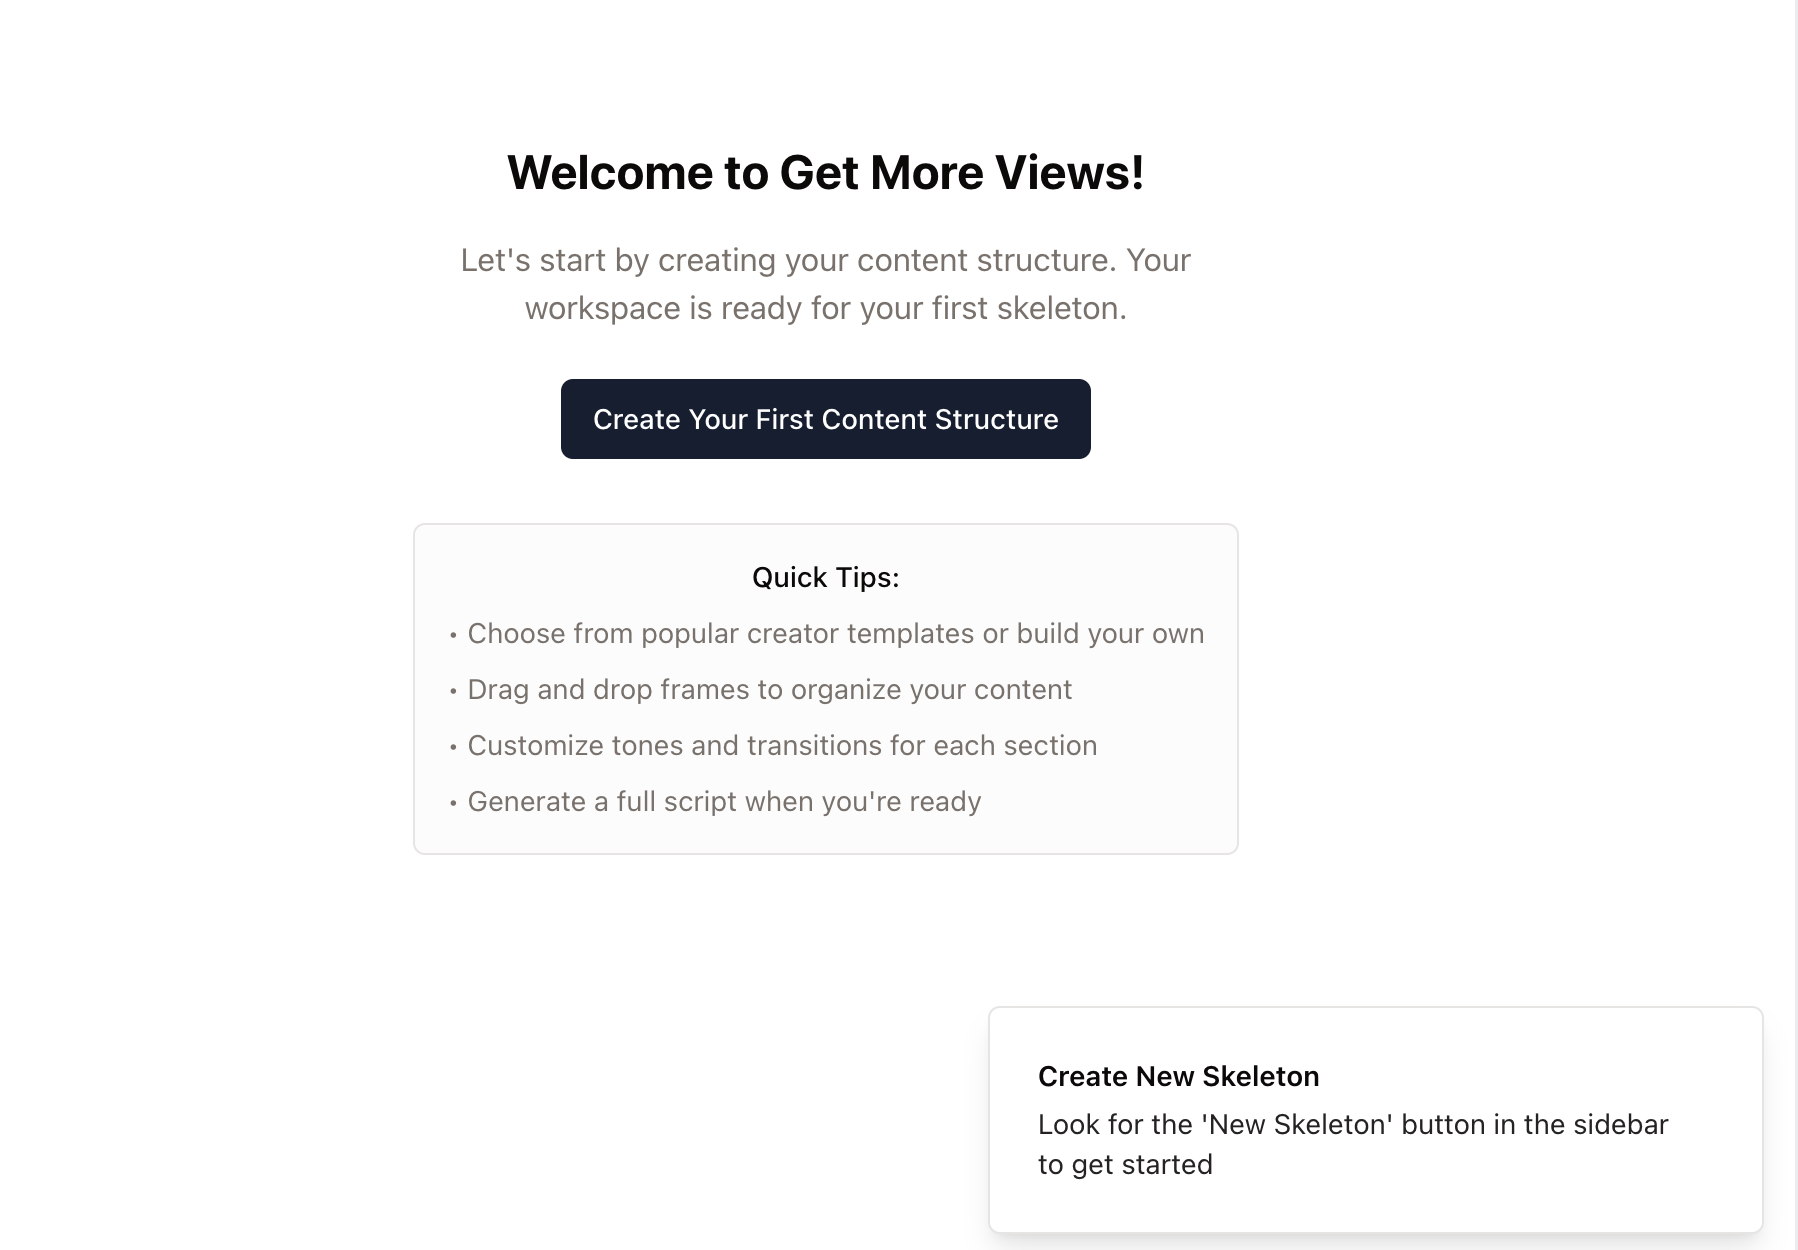 Welcome to Get More Views!
Let's start by creating your content structure. Your
workspace is ready for your first skeleton.
Create Your First Content Structure
Quick Tips:
• Choose from popular creator templates or build your own
• Drag and drop frames to organize your content
• Customize tones and transitions for each section
• Generate a full script when you're ready
Create New Skeleton
Look for the 'New Skeleton' button in the sidebar
to get started